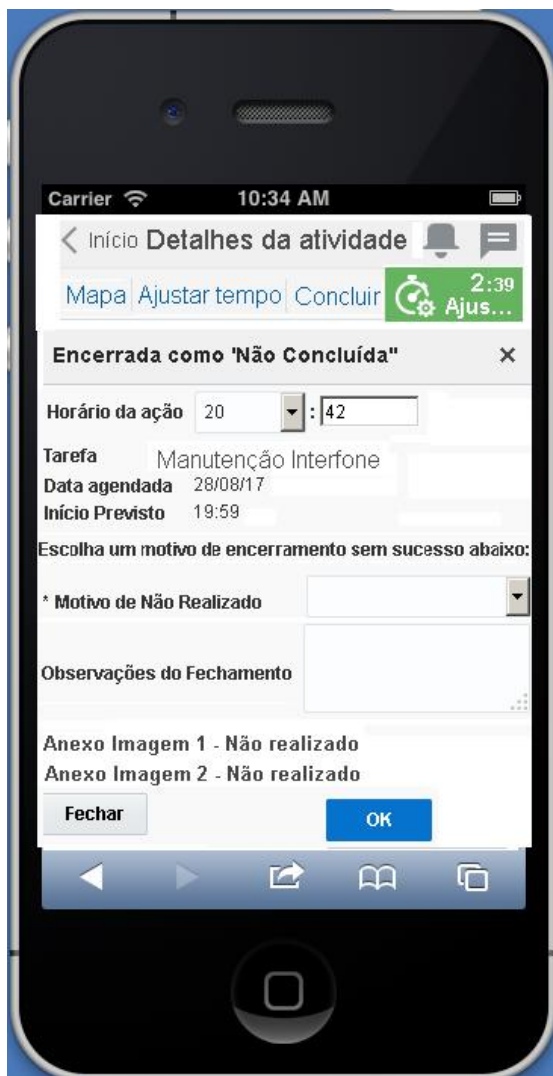 Carrier 10:34 AM
Início Detalhes da atividade
Mapa Ajustar tempo Concluir 2:39 Ajus...
Encerrada como 'Não Concluída" ×
Horário da ação 20 : 42
Tarefa Manutenção Interfone
Data agendada 28/08/17
Início Previsto 19:59
Escolha um motivo de encerramento sem sucesso abaixo:
* Motivo de Não Realizado
Observações do Fechamento
Anexo Imagem 1 - Não realizado
Anexo Imagem 2 - Não realizado
Fechar OK